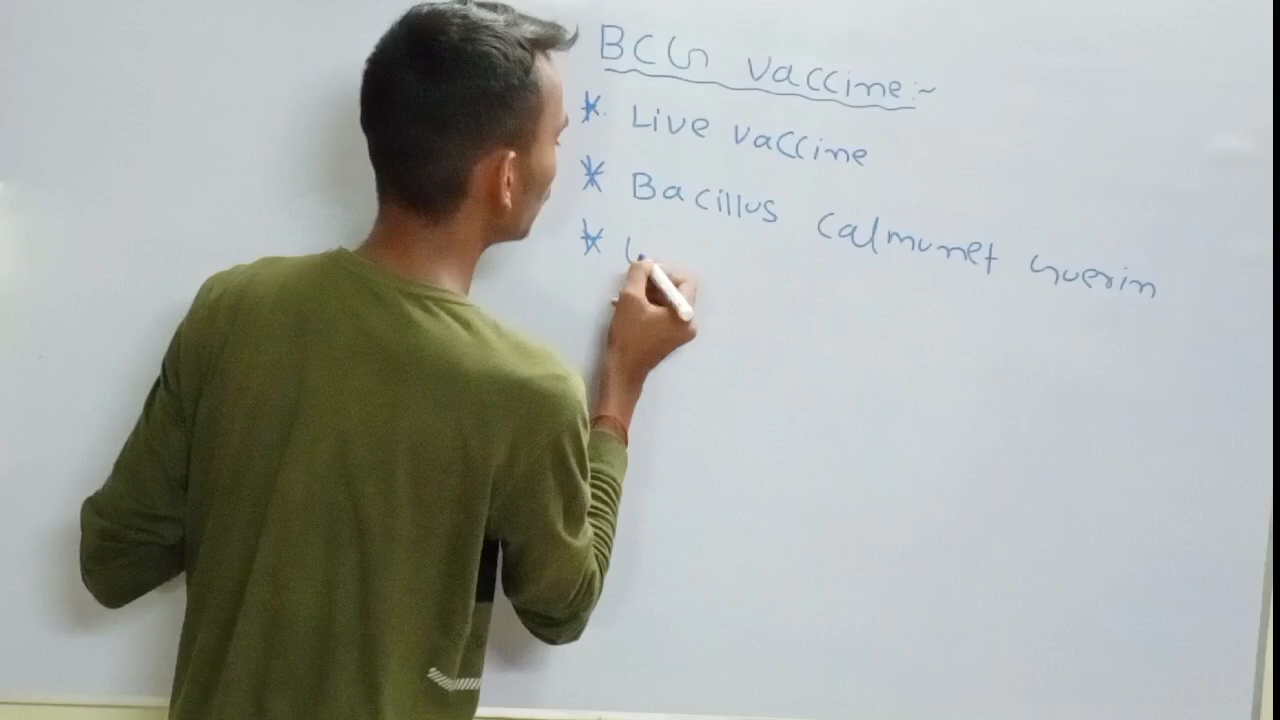 BCG vaccine:~
* Live vaccine
* Bacillus calmunet Guerin
*